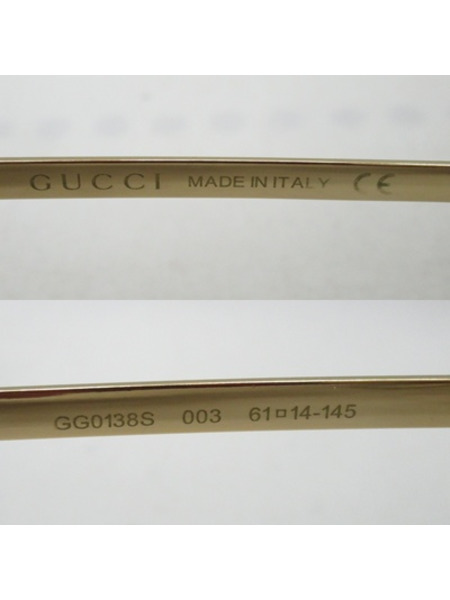 GUCCI MADE IN ITALY CE
GG0138S 003 61□14-145